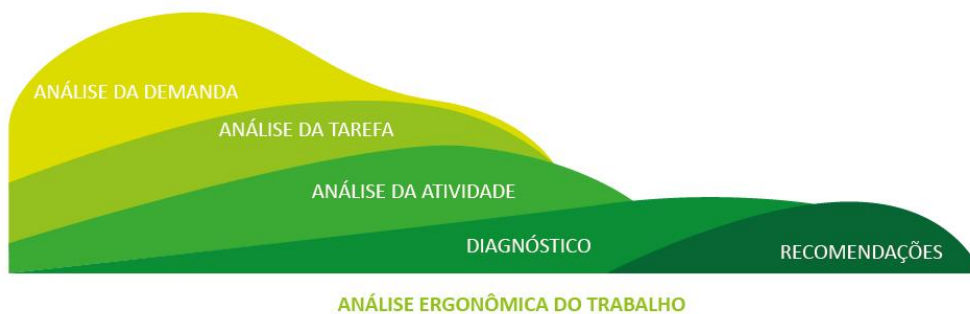 ANÁLISE DA DEMANDA
ANÁLISE DA TAREFA
ANÁLISE DA ATIVIDADE
DIAGNÓSTICO
RECOMENDAÇÕES
ANÁLISE ERGONÔMICA DO TRABALHO